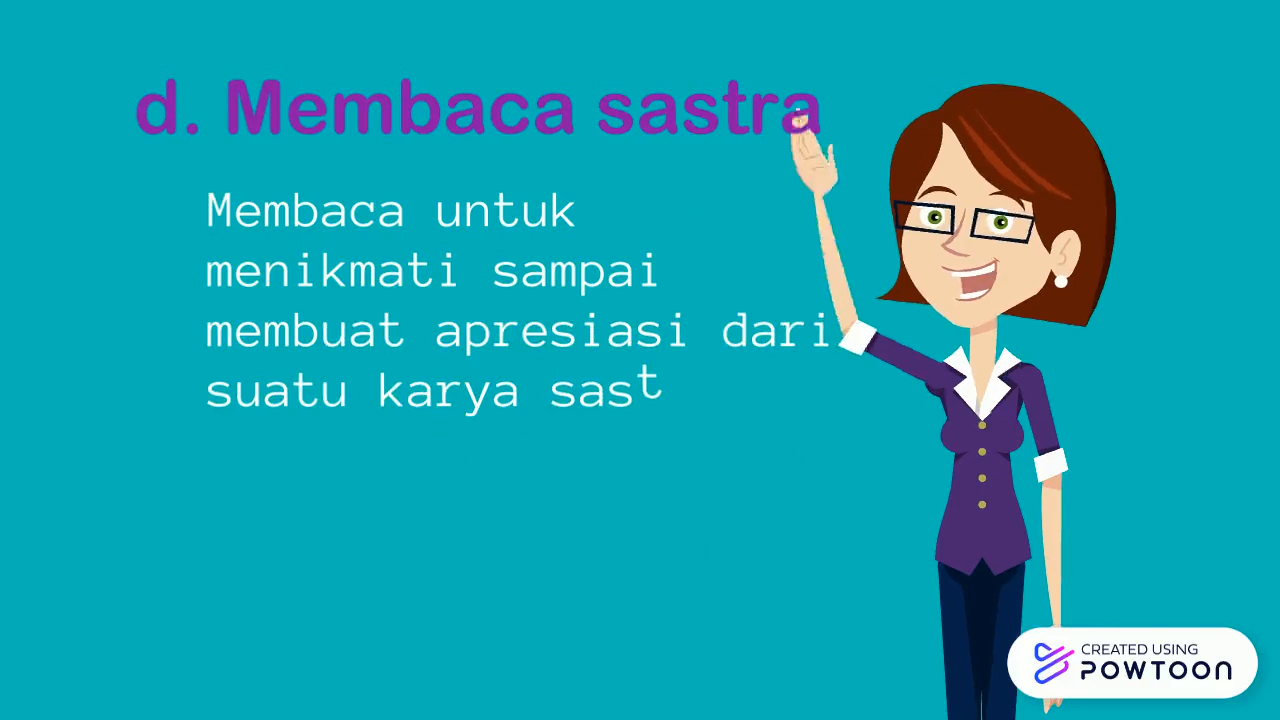 d. Membaca sastra
Membaca untuk
menikmati sampai
membuat apresiasi dari
suatu karya sast
CREATED USING
POWTOON